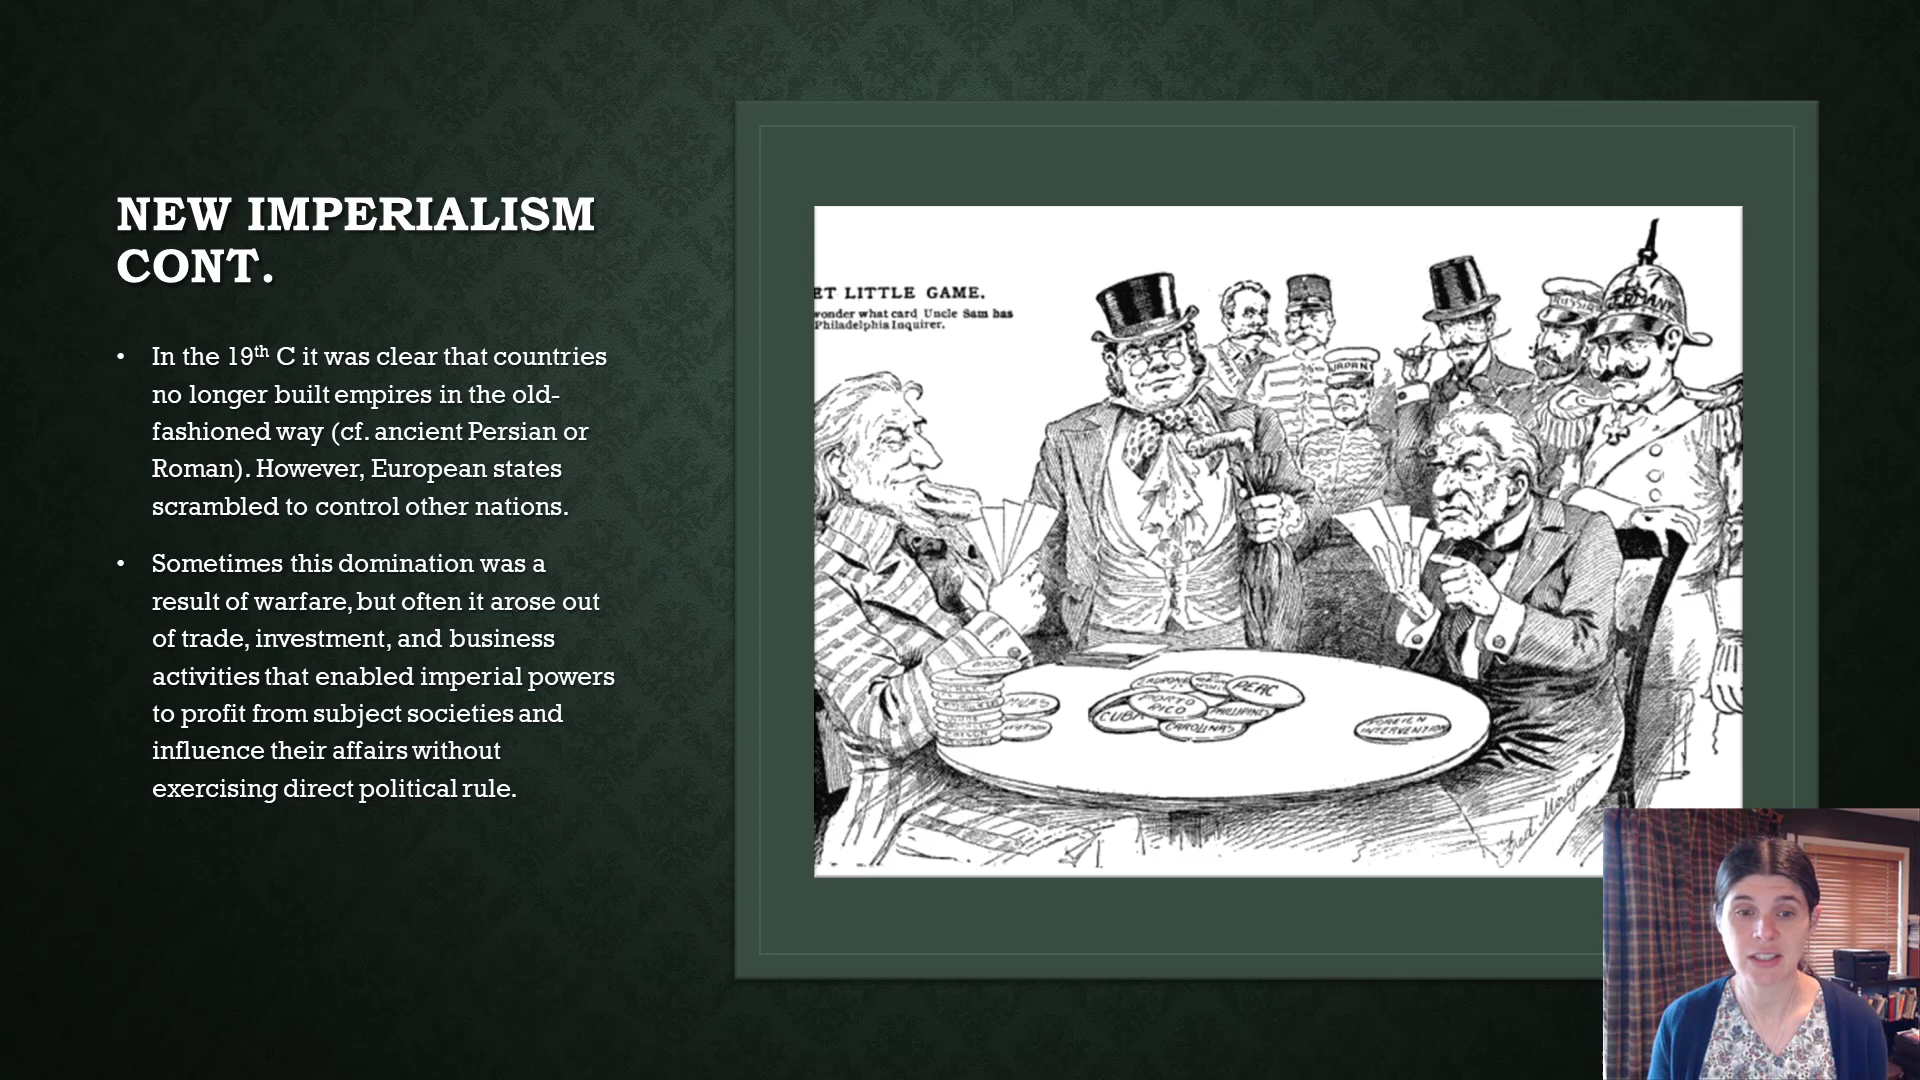 NEW IMPERIALISM
CONT.
• In the 19th C it was clear that countries
no longer built empires in the old-
fashioned way (cf. ancient Persian or
Roman). However, European states
scrambled to control other nations.
• Sometimes this domination was a
result of warfare, but often it arose out
of trade, investment, and business
activities that enabled imperial powers
to profit from subject societies and
influence their affairs without
exercising direct political rule.
ET LITTLE GAME.
wonder what card Uncle Sam has
Philadelphia Inquirer.
JAPAN
RUSSIA
GERMANY
PEAC
PORTO
RICO
CUBA
PHILIPPINES
CAROLINAS
FOREIGN
INTERVENTION